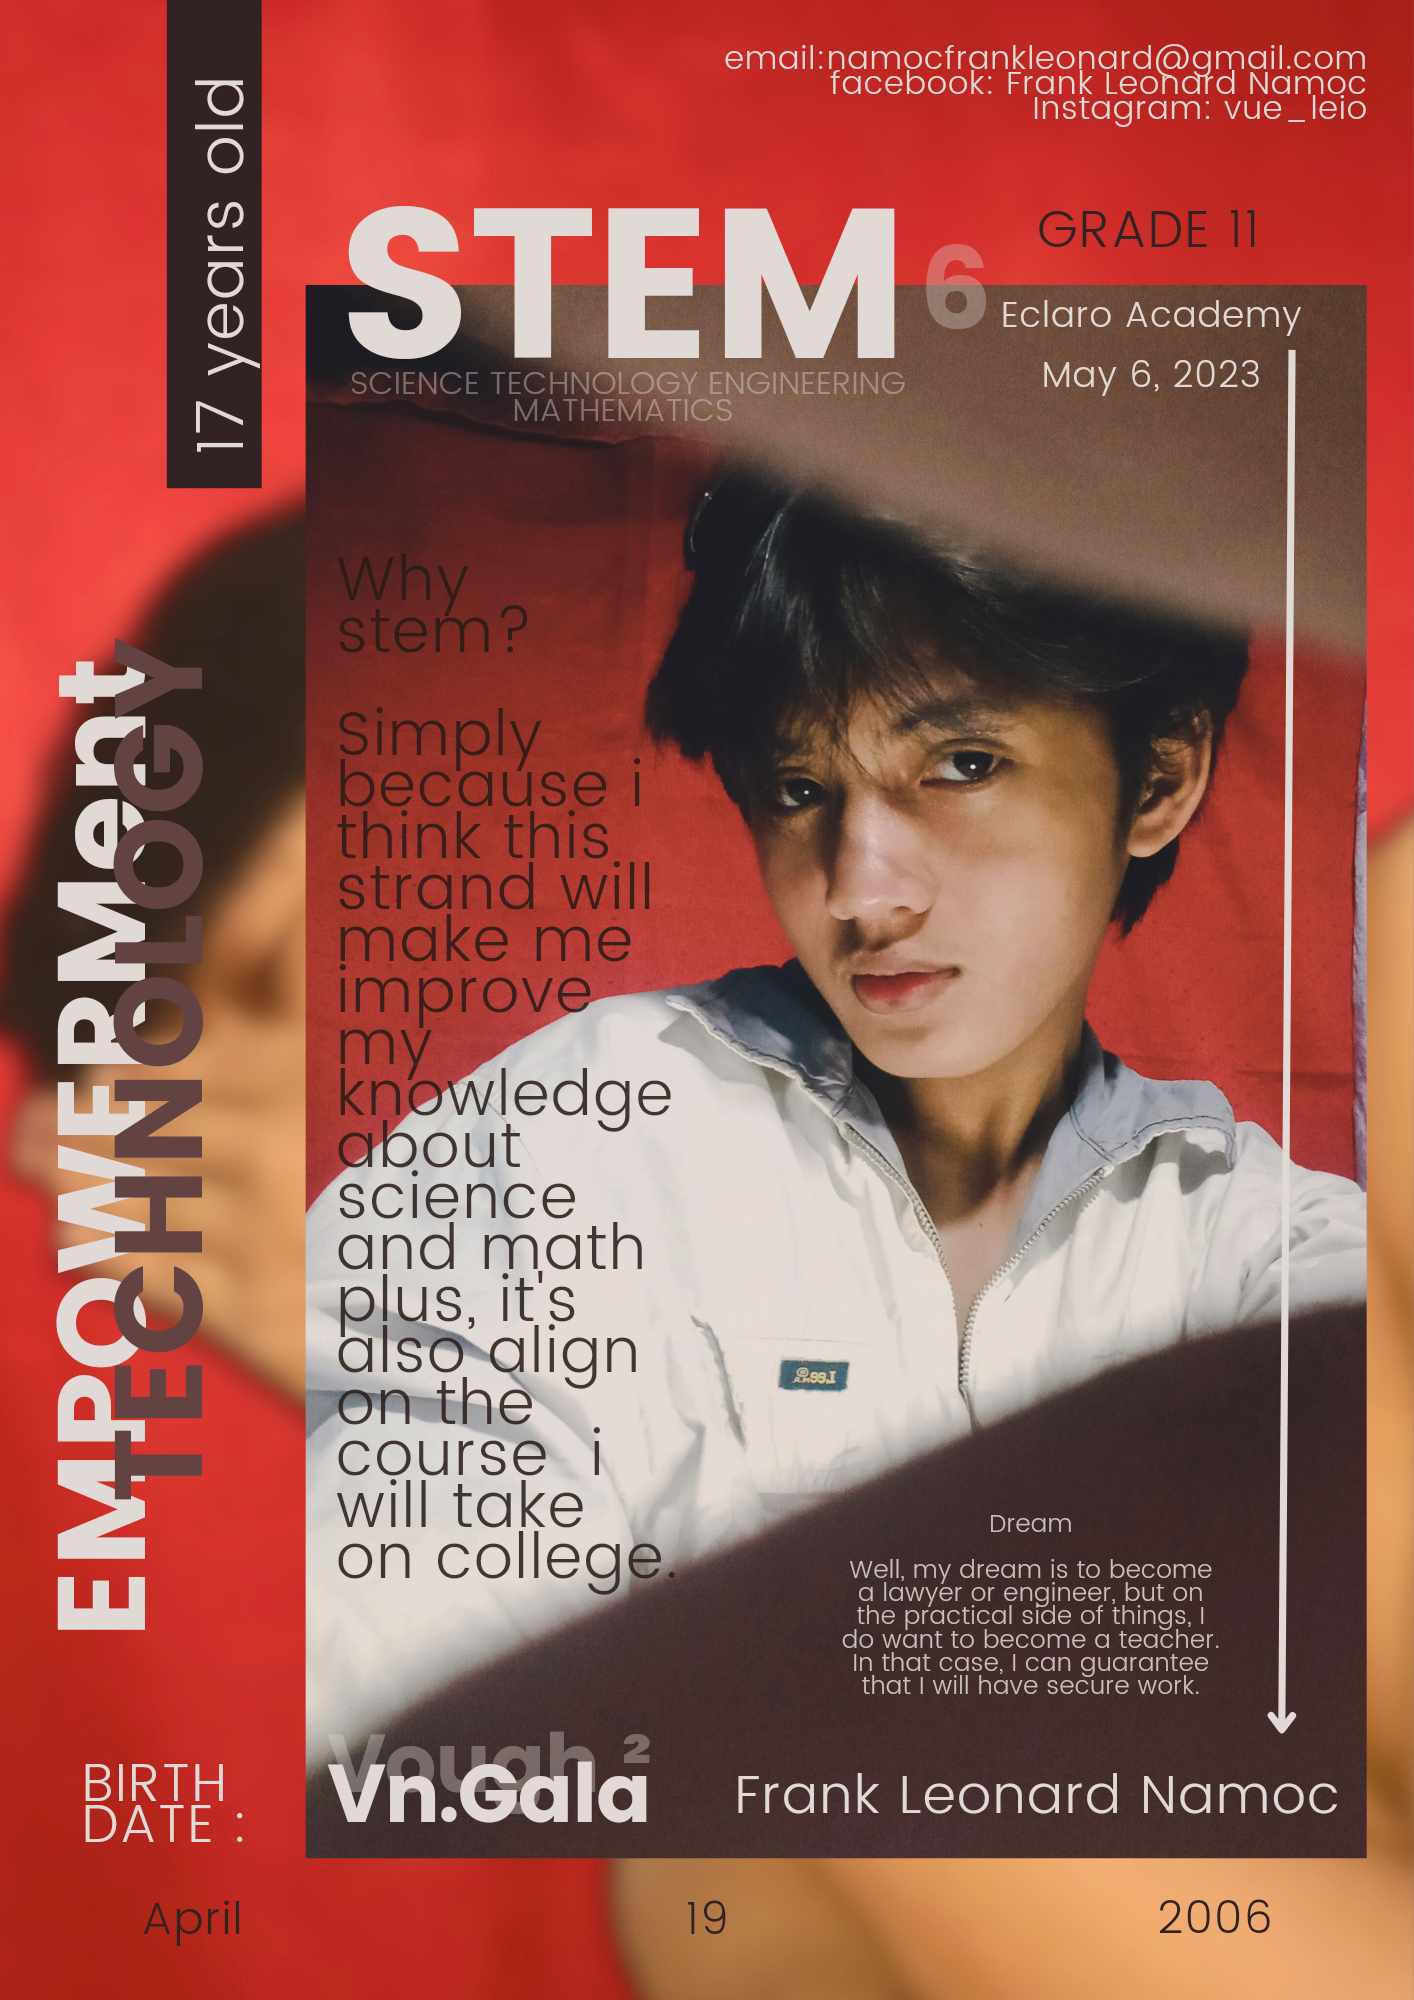 email:namocfrankleonard@gmail.com
facebook: Frank Leonard Namoc
Instagram: vue_leio
17 years old
STEM
6
GRADE 11
Eclaro Academy
May 6, 2023
SCIENCE TECHNOLOGY ENGINEERING
MATHEMATICS
Why
stem?
Simply
because i
think this
strand will
make me
improve
my
knowledge
about
science
and math
plus, it's
also align
on the
course i
will take
on college.
EMPOWERMent
TECHNOLOGY
Dream
Well, my dream is to become
a lawyer or engineer, but on
the practical side of things, I
do want to become a teacher.
In that case, I can guarantee
that I will have secure work.
Vough ²
Vn.Gala
Frank Leonard Namoc
BIRTH
DATE :
April 19 2006